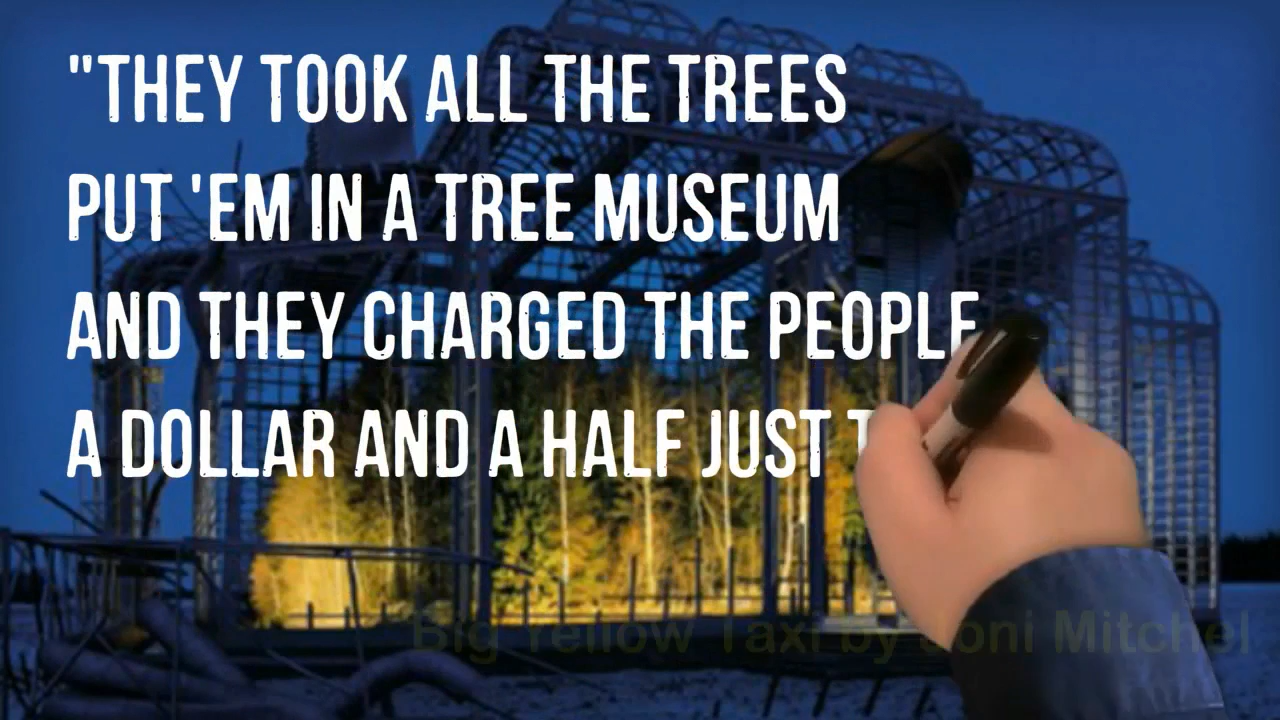 "THEY TOOK ALL THE TREES
PUT 'EM IN A TREE MUSEUM
AND THEY CHARGED THE PEOPLE
A DOLLAR AND A HALF JUST T
Big Yellow Taxi by Joni Mitchel